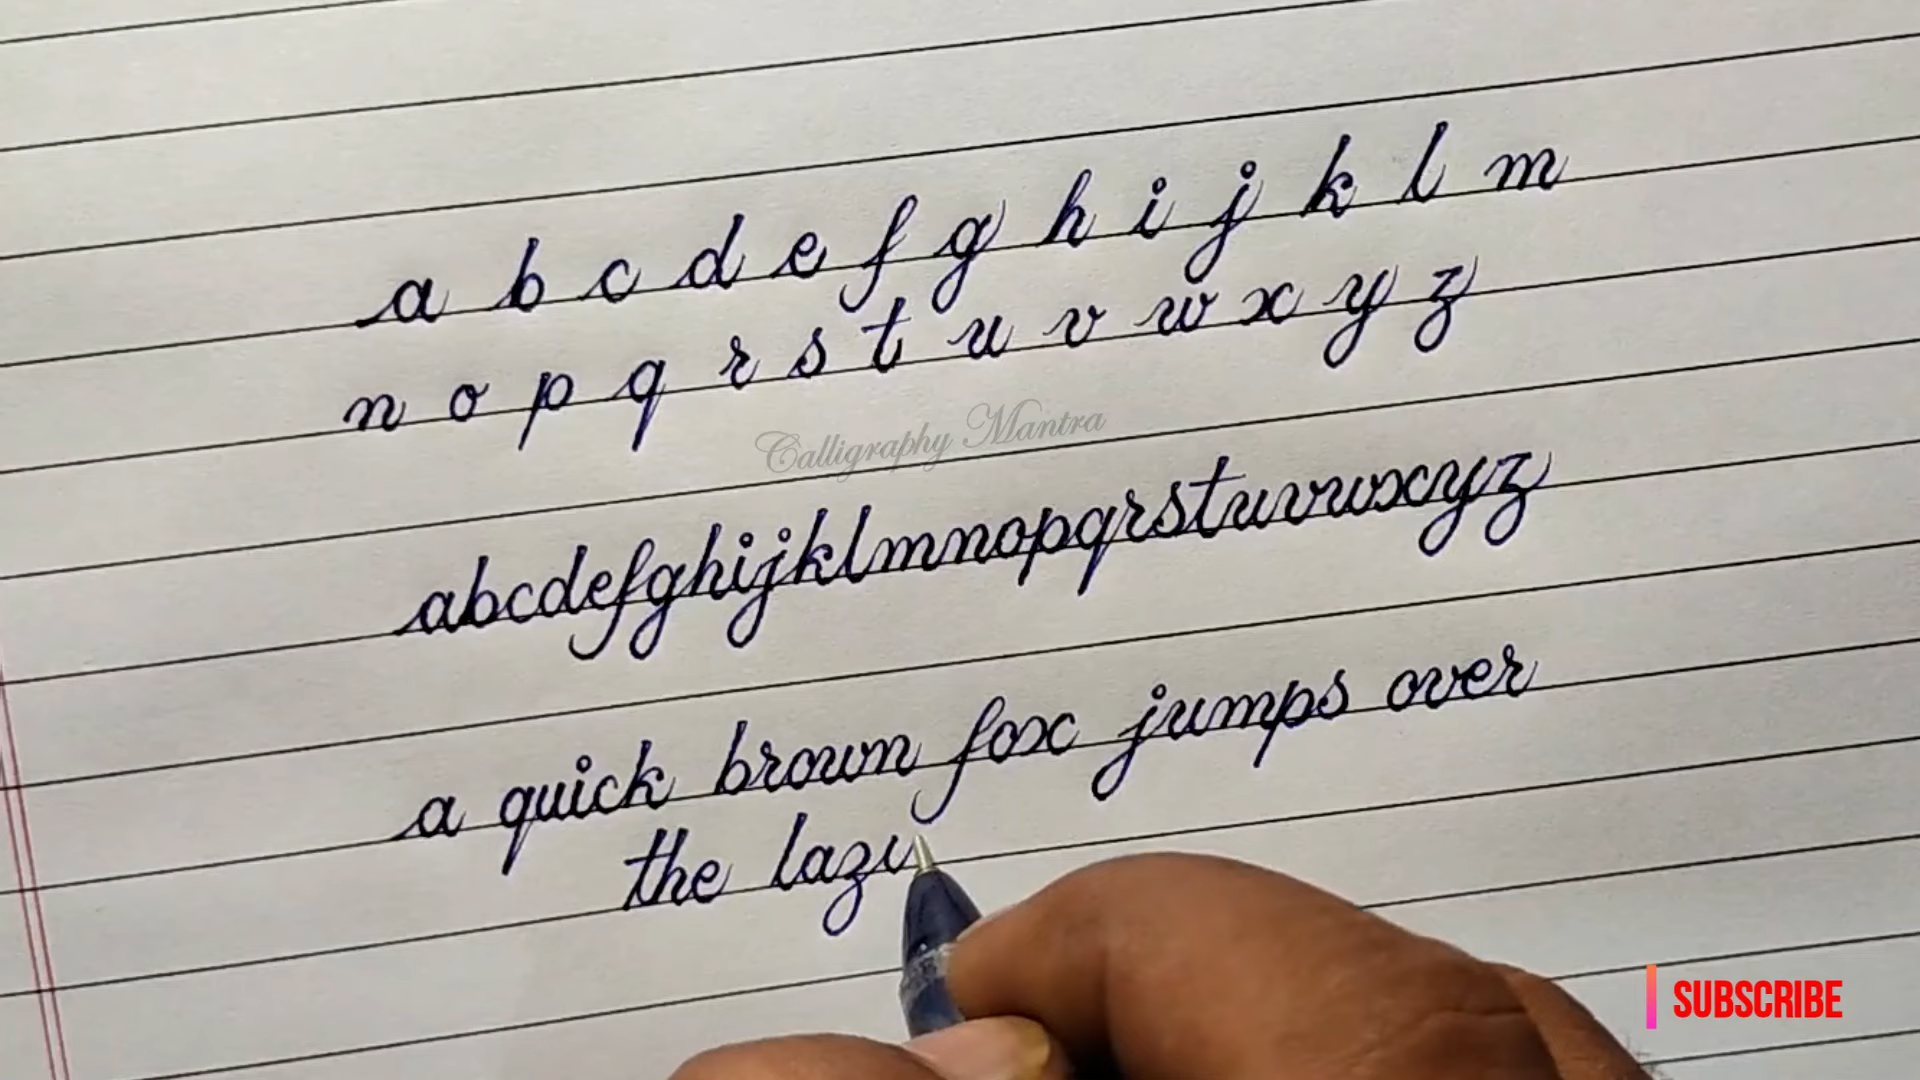 a b c d e f g h i j k l m
n o p q r s t u v w x y z
Calligraphy Mantra
abcdefghijklmnopqrstuvwxyz
a quick brown fox jumps over
the lazy
SUBSCRIBE